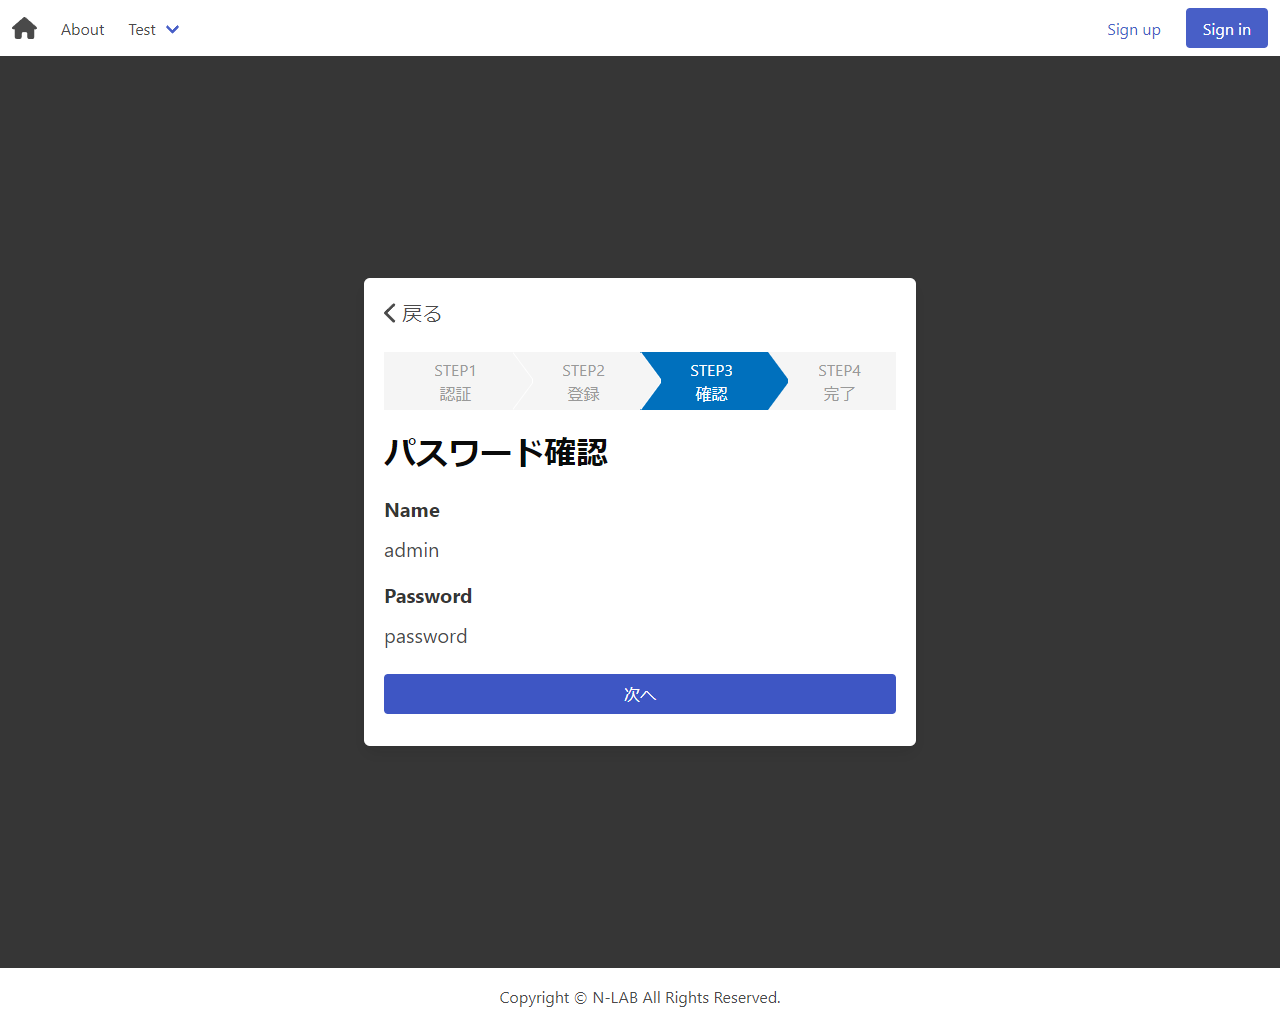 About Test Sign up Sign in
戻る
STEP1 STEP2 STEP3 STEP4
認証 登録 確認 完了
パスワード確認
Name
admin
Password
password
次へ
Copyright © N-LAB All Rights Reserved.